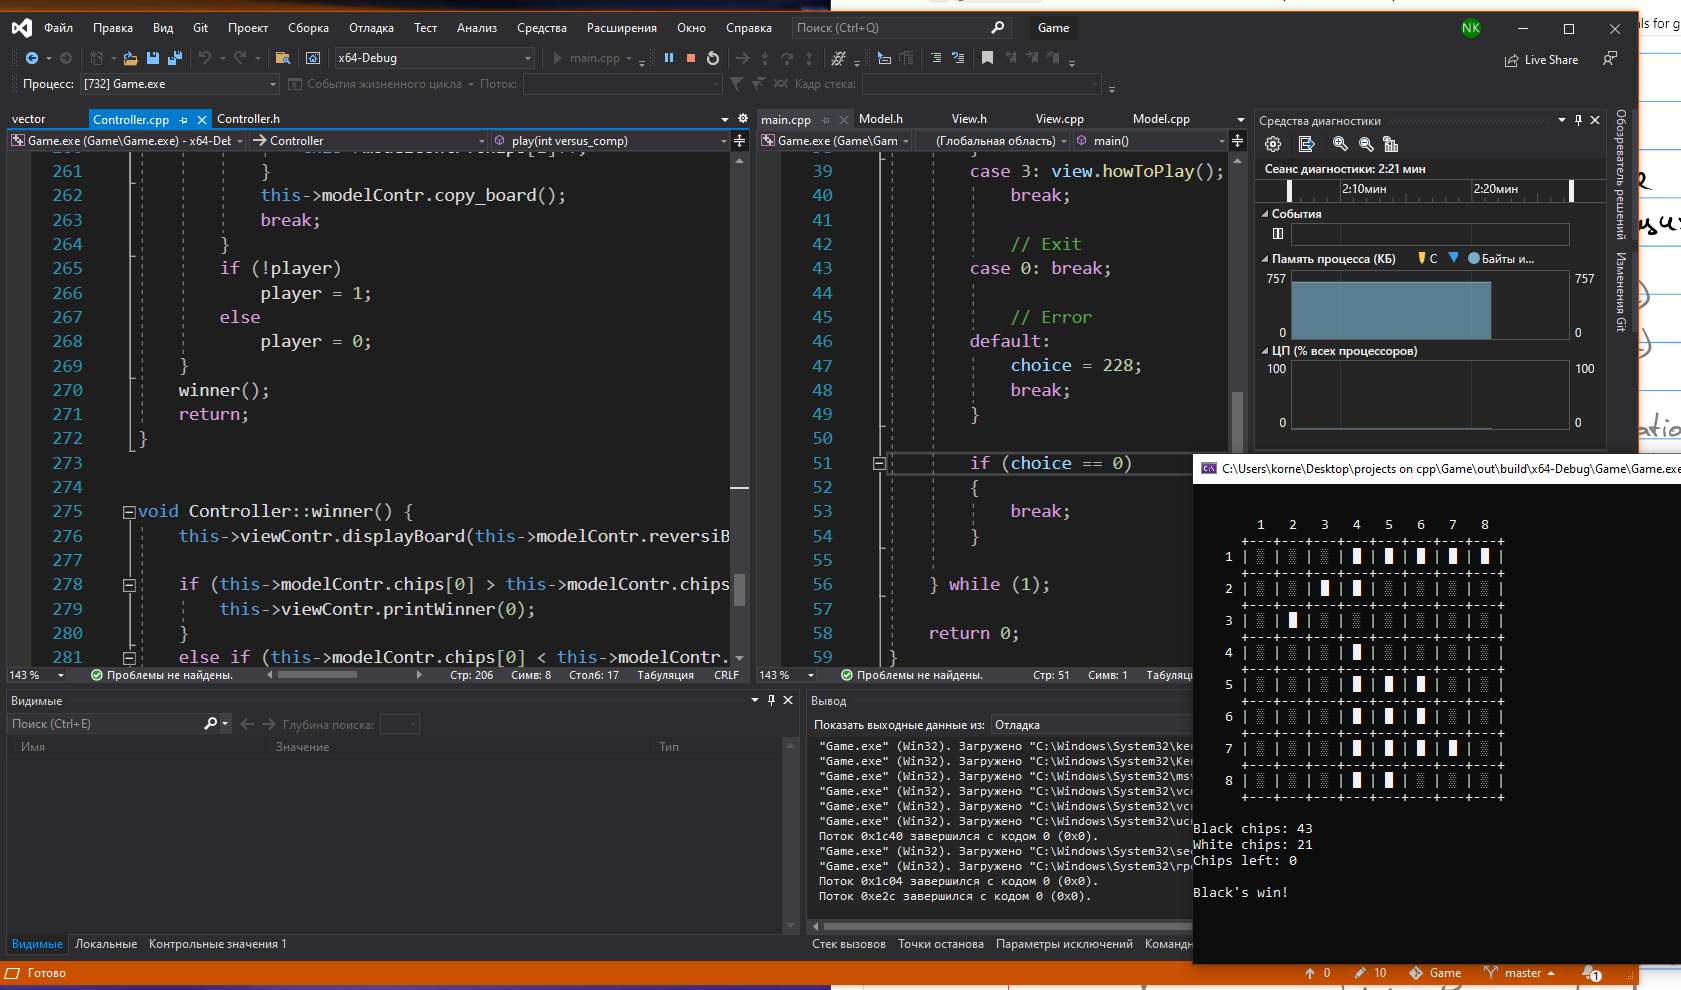 ls for g
Файл Правка Вид Git Проект Сборка Отладка Тест Анализ Средства Расширения Окно Справка Поиск (Ctrl+Q) Game NK
x64-Debug main.cpp Live Share
Процесс: [732] Game.exe События жизненного цикла Поток: Кадр стека:
vector Controller.cpp Controller.h
Game.exe (Game\Game.exe) - x64-Deb Controller play(int versus_comp)
261 }
262 this->modelContr.copy_board();
263 break;
264 }
265 if (!player)
266 player = 1;
267 else
268 player = 0;
269 }
270 winner();
271 return;
272 }
273
274
275 void Controller::winner() {
276 this->viewContr.displayBoard(this->modelContr.reversiB
277
278 if (this->modelContr.chips[0] > this->modelContr.chips
279 this->viewContr.printWinner(0);
280 }
281 else if (this->modelContr.chips[0] < this->modelContr.
143 % Проблемы не найдены. Стр: 206 Симв: 8 Столб: 17 Табуляция CRLF
main.cpp Model.h View.h View.cpp Model.cpp
Game.exe (Game\Gam (Глобальная область) main()
39 case 3: view.howToPlay();
40 break;
41
42 // Exit
43 case 0: break;
44
45 // Error
46 default:
47 choice = 228;
48 break;
49 }
50
51 if (choice == 0)
52 {
53 break;
54 }
55
56 } while (1);
57
58 return 0;
59 }
143 % Проблемы не найдены. Стр: 51 Симв: 1 Табуляц
Средства диагностики
Сеанс диагностики: 2:21 мин
2:10мин 2:20мин
События
Память процесса (КБ) С Байты и...
757 757
0 0
ЦП (% всех процессоров)
100 100
0 0
Обозреватель решений
Изменения Git
Видимые
Поиск (Ctrl+E) Глубина поиска:
Имя Значение Тип
Видимые Локальные Контрольные значения 1
Вывод
Показать выходные данные из: Отладка
"Game.exe" (Win32). Загружено "C:\Windows\System32\ker
"Game.exe" (Win32). Загружено "C:\Windows\System32\Ker
"Game.exe" (Win32). Загружено "C:\Windows\System32\msv
"Game.exe" (Win32). Загружено "C:\Windows\System32\vcr
"Game.exe" (Win32). Загружено "C:\Windows\System32\vcr
"Game.exe" (Win32). Загружено "C:\Windows\System32\ucr
Поток 0x1c40 завершился с кодом 0 (0x0).
"Game.exe" (Win32). Загружено "C:\Windows\System32\sec
"Game.exe" (Win32). Загружено "C:\Windows\System32\rpc
Поток 0x1c04 завершился с кодом 0 (0x0).
Поток 0xe2c завершился с кодом 0 (0x0).
Стек вызовов Точки останова Параметры исключений Командн
C:\Users\korne\Desktop\projects on cpp\Game\out\build\x64-Debug\Game\Game.exe
1 2 3 4 5 6 7 8
1
2
3
4
5
6
7
8
Black chips: 43
White chips: 21
Chips left: 0
Black's win!
Готово 0 10 Game master 1